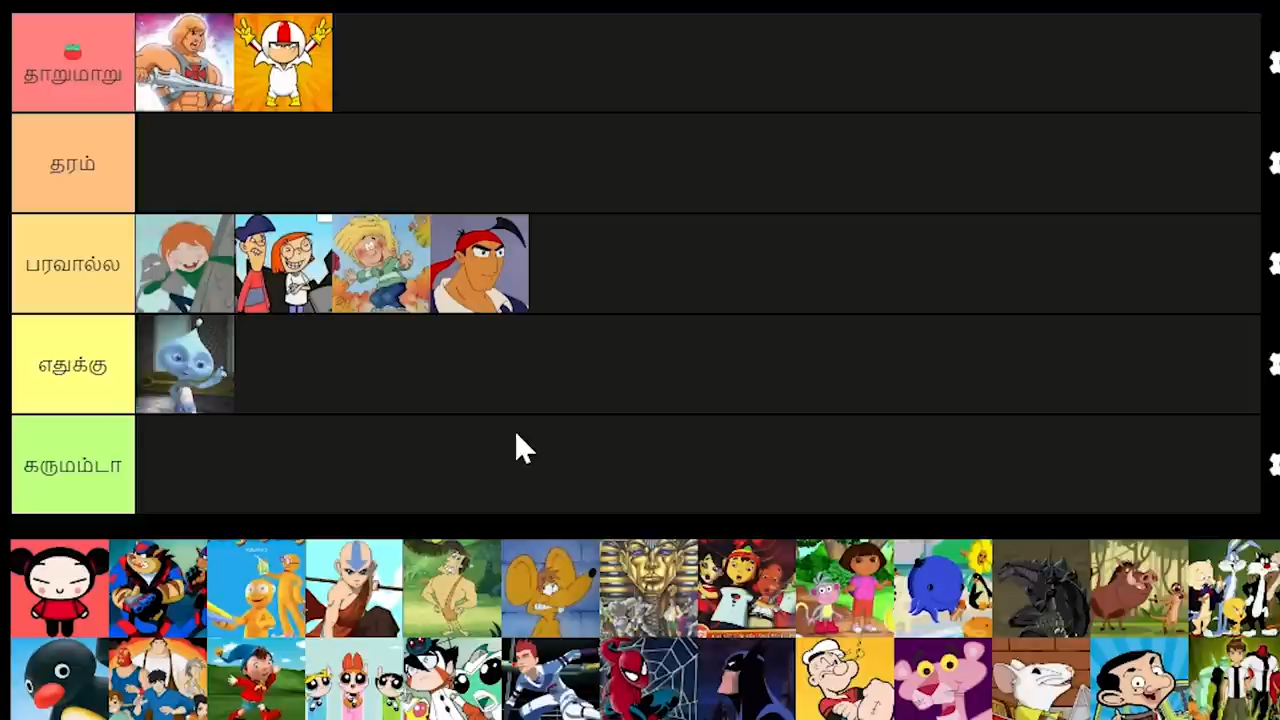 🍅
தாறுமாறு
தரம்
பரவால்ல
எதுக்கு
கருமம்டா